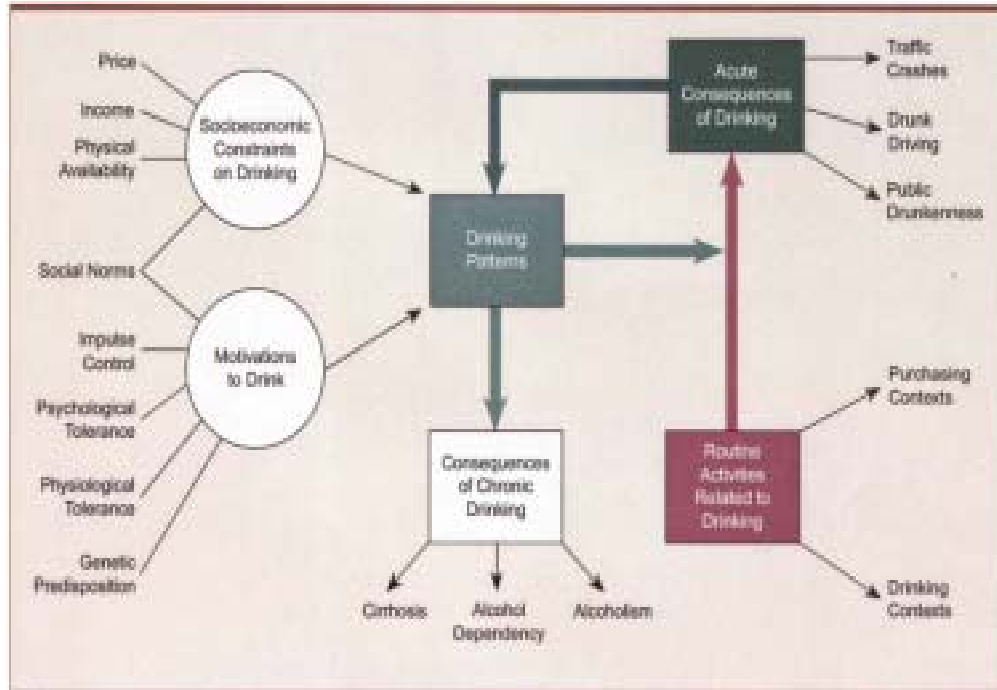 Price
Income
Physical
Availability
Social Norms
Impulse
Control
Psychological
Tolerance
Physiological
Tolerance
Genetic
Predisposition
Socioeconomic
Constraints
on Drinking
Motivations
to Drink
Drinking
Patterns
Consequences
of Chronic
Drinking
Cirrhosis
Alcohol
Dependency
Alcoholism
Acute
Consequences
of Drinking
Traffic
Crashes
Drunk
Driving
Public
Drunkenness
Routine
Activities
Related to
Drinking
Purchasing
Contexts
Drinking
Contexts